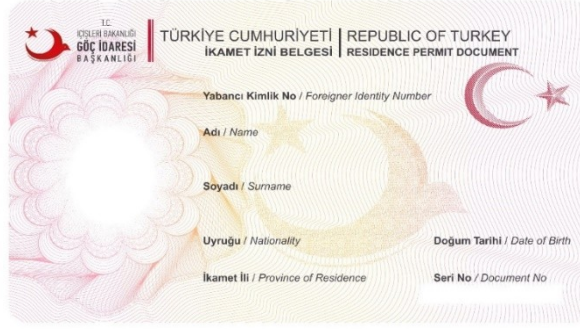 T.C.
İÇİŞLERİ BAKANLIĞI
GÖÇ İDARESİ
BAŞKANLIĞI
TÜRKİYE CUMHURİYETİ | REPUBLIC OF TURKEY
İKAMET İZNİ BELGESİ | RESIDENCE PERMIT DOCUMENT
Yabancı Kimlik No / Foreigner Identity Number
Adı / Name
Soyadı / Surname
Uyruğu / Nationality
Doğum Tarihi / Date of Birth
İkamet İli / Province of Residence
Seri No / Document No